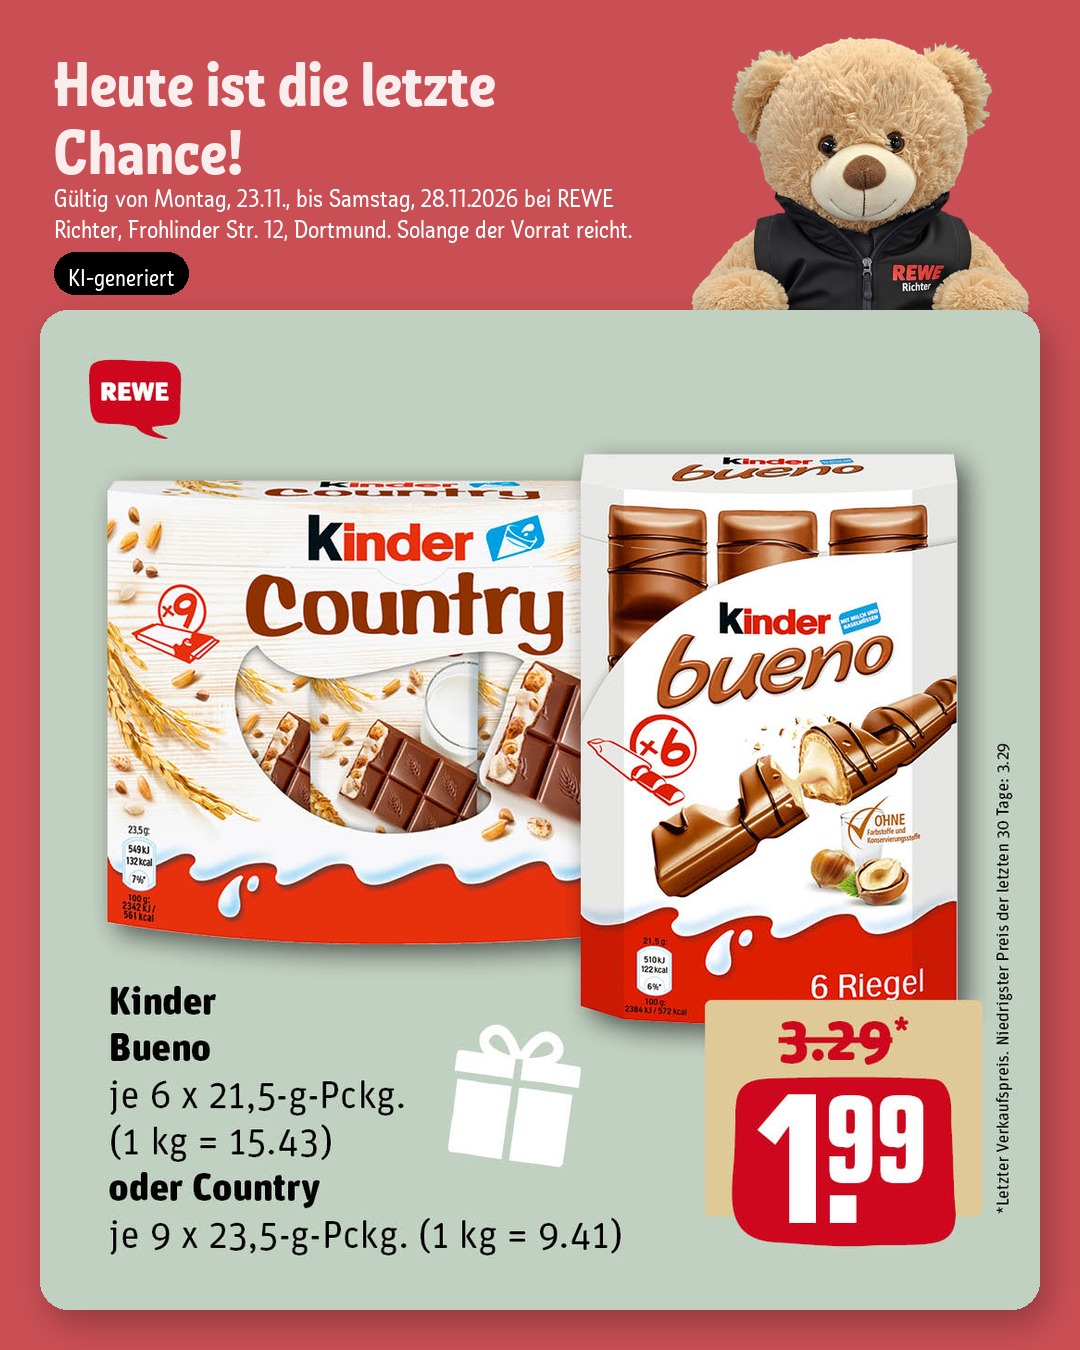 Heute ist die letzte
Chance!
Gültig von Montag, 23.11., bis Samstag, 28.11.2026 bei REWE
Richter, Frohlinder Str. 12, Dortmund. Solange der Vorrat reicht.
KI-generiert
REWE
Richter
REWE
Kinder
Country
Kinder
Country
x9
23,5g:
549 kJ
132 kcal
7%*
100 g:
2342 kJ /
561 kcal
Kinder
bueno
Kinder
MIT MILCH UND
HASELNÜSSEN
bueno
x6
OHNE
Farbstoffe und
Konservierungsstoffe
21,5 g:
510 kJ
122 kcal
6%*
100 g:
2384 kJ / 572 kcal
6 Riegel
Kinder
Bueno
je 6 x 21,5-g-Pckg.
(1 kg = 15.43)
oder Country
je 9 x 23,5-g-Pckg. (1 kg = 9.41)
3.29*
1.99
*Letzter Verkaufspreis. Niedrigster Preis der letzten 30 Tage: 3.29